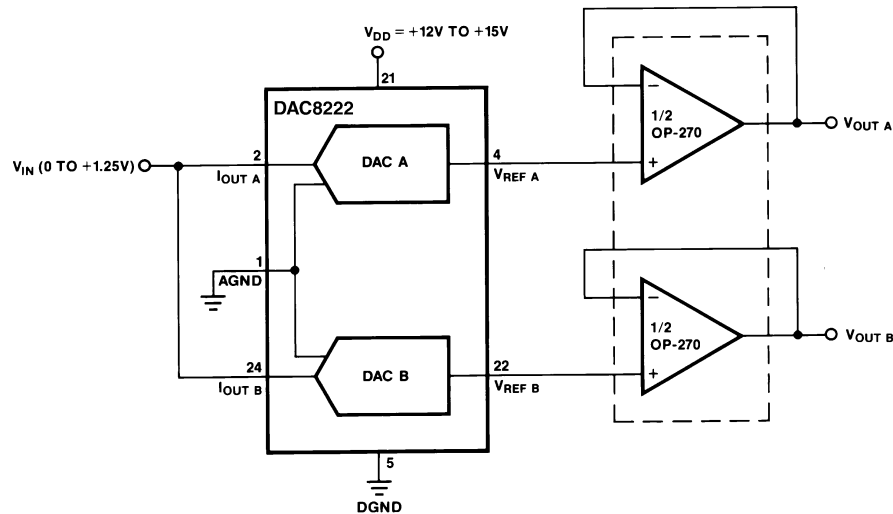 V_DD = +12V TO +15V
21
DAC8222
V_IN (0 TO +1.25V)
2
I_OUT A
DAC A
4
V_REF A
−
1/2
OP-270
+
V_OUT A
1
AGND
24
I_OUT B
DAC B
22
V_REF B
−
1/2
OP-270
+
V_OUT B
5
DGND